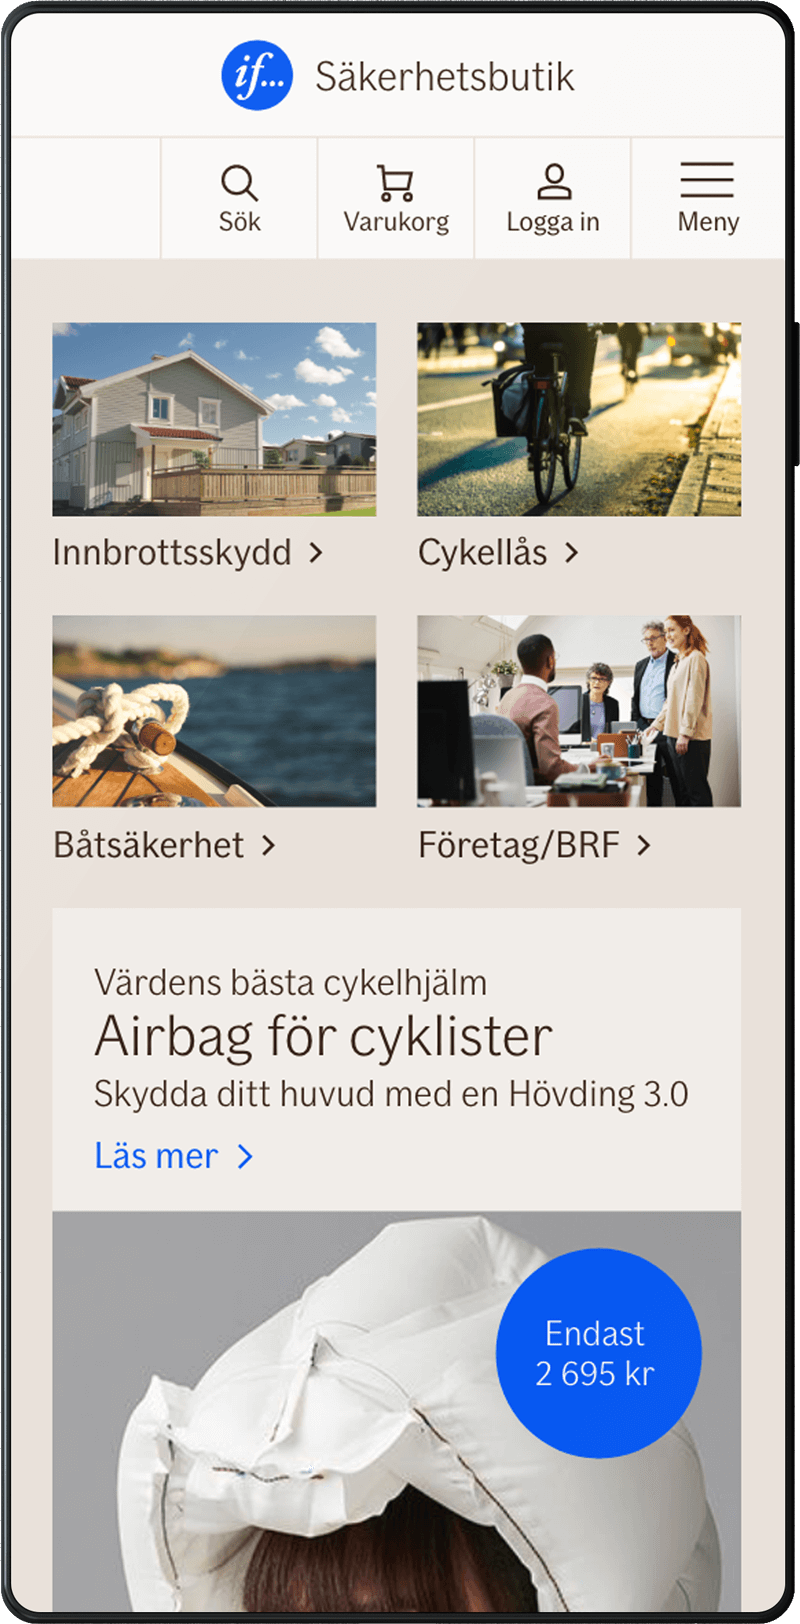 if...
Säkerhetsbutik
Sök
Varukorg
Logga in
Meny
Innbrottsskydd
Cykellås
Båtsäkerhet
Företag/BRF
Värdens bästa cykelhjälm
Airbag för cyklister
Skydda ditt huvud med en Hövding 3.0
Läs mer
Endast
2 695 kr